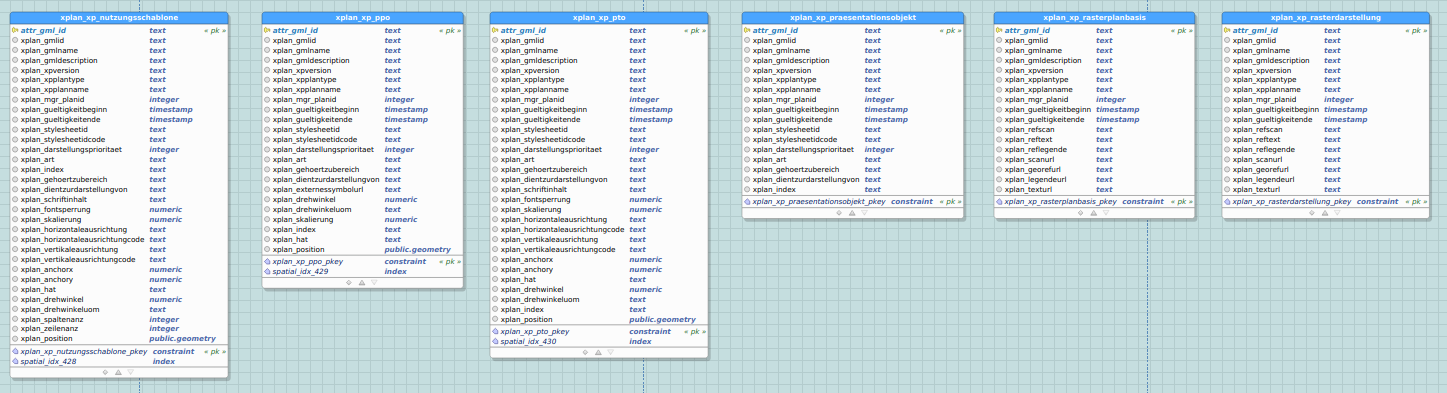 xplan_xp_nutzungsschablone
attr_gml_id text « pk »
xplan_gmlid text
xplan_gmlname text
xplan_gmldescription text
xplan_xpversion text
xplan_xpplantype text
xplan_xpplanname text
xplan_mgr_planid integer
xplan_gueltigkeitbeginn timestamp
xplan_gueltigkeitende timestamp
xplan_stylesheetid text
xplan_stylesheetidcode text
xplan_darstellungsprioritaet integer
xplan_art text
xplan_index text
xplan_gehoertzubereich text
xplan_dientzurdarstellungvon text
xplan_schriftinhalt text
xplan_fontsperrung numeric
xplan_skalierung numeric
xplan_horizontaleausrichtung text
xplan_horizontaleausrichtungcode text
xplan_vertikaleausrichtung text
xplan_vertikaleausrichtungcode text
xplan_anchorx numeric
xplan_anchory numeric
xplan_hat text
xplan_drehwinkel numeric
xplan_drehwinkeluom text
xplan_spaltenanz integer
xplan_zeilenanz integer
xplan_position public.geometry
xplan_xp_nutzungsschablone_pkey constraint « pk »
spatial_idx_428 index
xplan_xp_ppo
attr_gml_id text « pk »
xplan_gmlid text
xplan_gmlname text
xplan_gmldescription text
xplan_xpversion text
xplan_xpplantype text
xplan_xpplanname text
xplan_mgr_planid integer
xplan_gueltigkeitbeginn timestamp
xplan_gueltigkeitende timestamp
xplan_stylesheetid text
xplan_stylesheetidcode text
xplan_darstellungsprioritaet integer
xplan_art text
xplan_gehoertzubereich text
xplan_dientzurdarstellungvon text
xplan_externessymbolurl text
xplan_drehwinkel numeric
xplan_drehwinkeluom text
xplan_skalierung numeric
xplan_index text
xplan_hat text
xplan_position public.geometry
xplan_xp_ppo_pkey constraint « pk »
spatial_idx_429 index
xplan_xp_pto
attr_gml_id text « pk »
xplan_gmlid text
xplan_gmlname text
xplan_gmldescription text
xplan_xpversion text
xplan_xpplantype text
xplan_xpplanname text
xplan_mgr_planid integer
xplan_gueltigkeitbeginn timestamp
xplan_gueltigkeitende timestamp
xplan_stylesheetid text
xplan_stylesheetidcode text
xplan_darstellungsprioritaet integer
xplan_art text
xplan_gehoertzubereich text
xplan_dientzurdarstellungvon text
xplan_schriftinhalt text
xplan_fontsperrung numeric
xplan_skalierung numeric
xplan_horizontaleausrichtung text
xplan_horizontaleausrichtungcode text
xplan_vertikaleausrichtung text
xplan_vertikaleausrichtungcode text
xplan_anchorx numeric
xplan_anchory numeric
xplan_hat text
xplan_drehwinkel numeric
xplan_drehwinkeluom text
xplan_index text
xplan_position public.geometry
xplan_xp_pto_pkey constraint « pk »
spatial_idx_430 index
xplan_xp_praesentationsobjekt
attr_gml_id text « pk »
xplan_gmlid text
xplan_gmlname text
xplan_gmldescription text
xplan_xpversion text
xplan_xpplantype text
xplan_xpplanname text
xplan_mgr_planid integer
xplan_gueltigkeitbeginn timestamp
xplan_gueltigkeitende timestamp
xplan_stylesheetid text
xplan_stylesheetidcode text
xplan_darstellungsprioritaet integer
xplan_art text
xplan_gehoertzubereich text
xplan_dientzurdarstellungvon text
xplan_index text
xplan_xp_praesentationsobjekt_pkey constraint « pk »
xplan_xp_rasterplanbasis
attr_gml_id text « pk »
xplan_gmlid text
xplan_gmlname text
xplan_gmldescription text
xplan_xpversion text
xplan_xpplantype text
xplan_xpplanname text
xplan_mgr_planid integer
xplan_gueltigkeitbeginn timestamp
xplan_gueltigkeitende timestamp
xplan_refscan text
xplan_reftext text
xplan_reflegende text
xplan_scanurl text
xplan_georefurl text
xplan_legendeurl text
xplan_texturl text
xplan_xp_rasterplanbasis_pkey constraint « pk »
xplan_xp_rasterdarstellung
attr_gml_id text « pk »
xplan_gmlid text
xplan_gmlname text
xplan_gmldescription text
xplan_xpversion text
xplan_xpplantype text
xplan_xpplanname text
xplan_mgr_planid integer
xplan_gueltigkeitbeginn timestamp
xplan_gueltigkeitende timestamp
xplan_refscan text
xplan_reftext text
xplan_reflegende text
xplan_scanurl text
xplan_georefurl text
xplan_legendeurl text
xplan_texturl text
xplan_xp_rasterdarstellung_pkey constraint « pk »